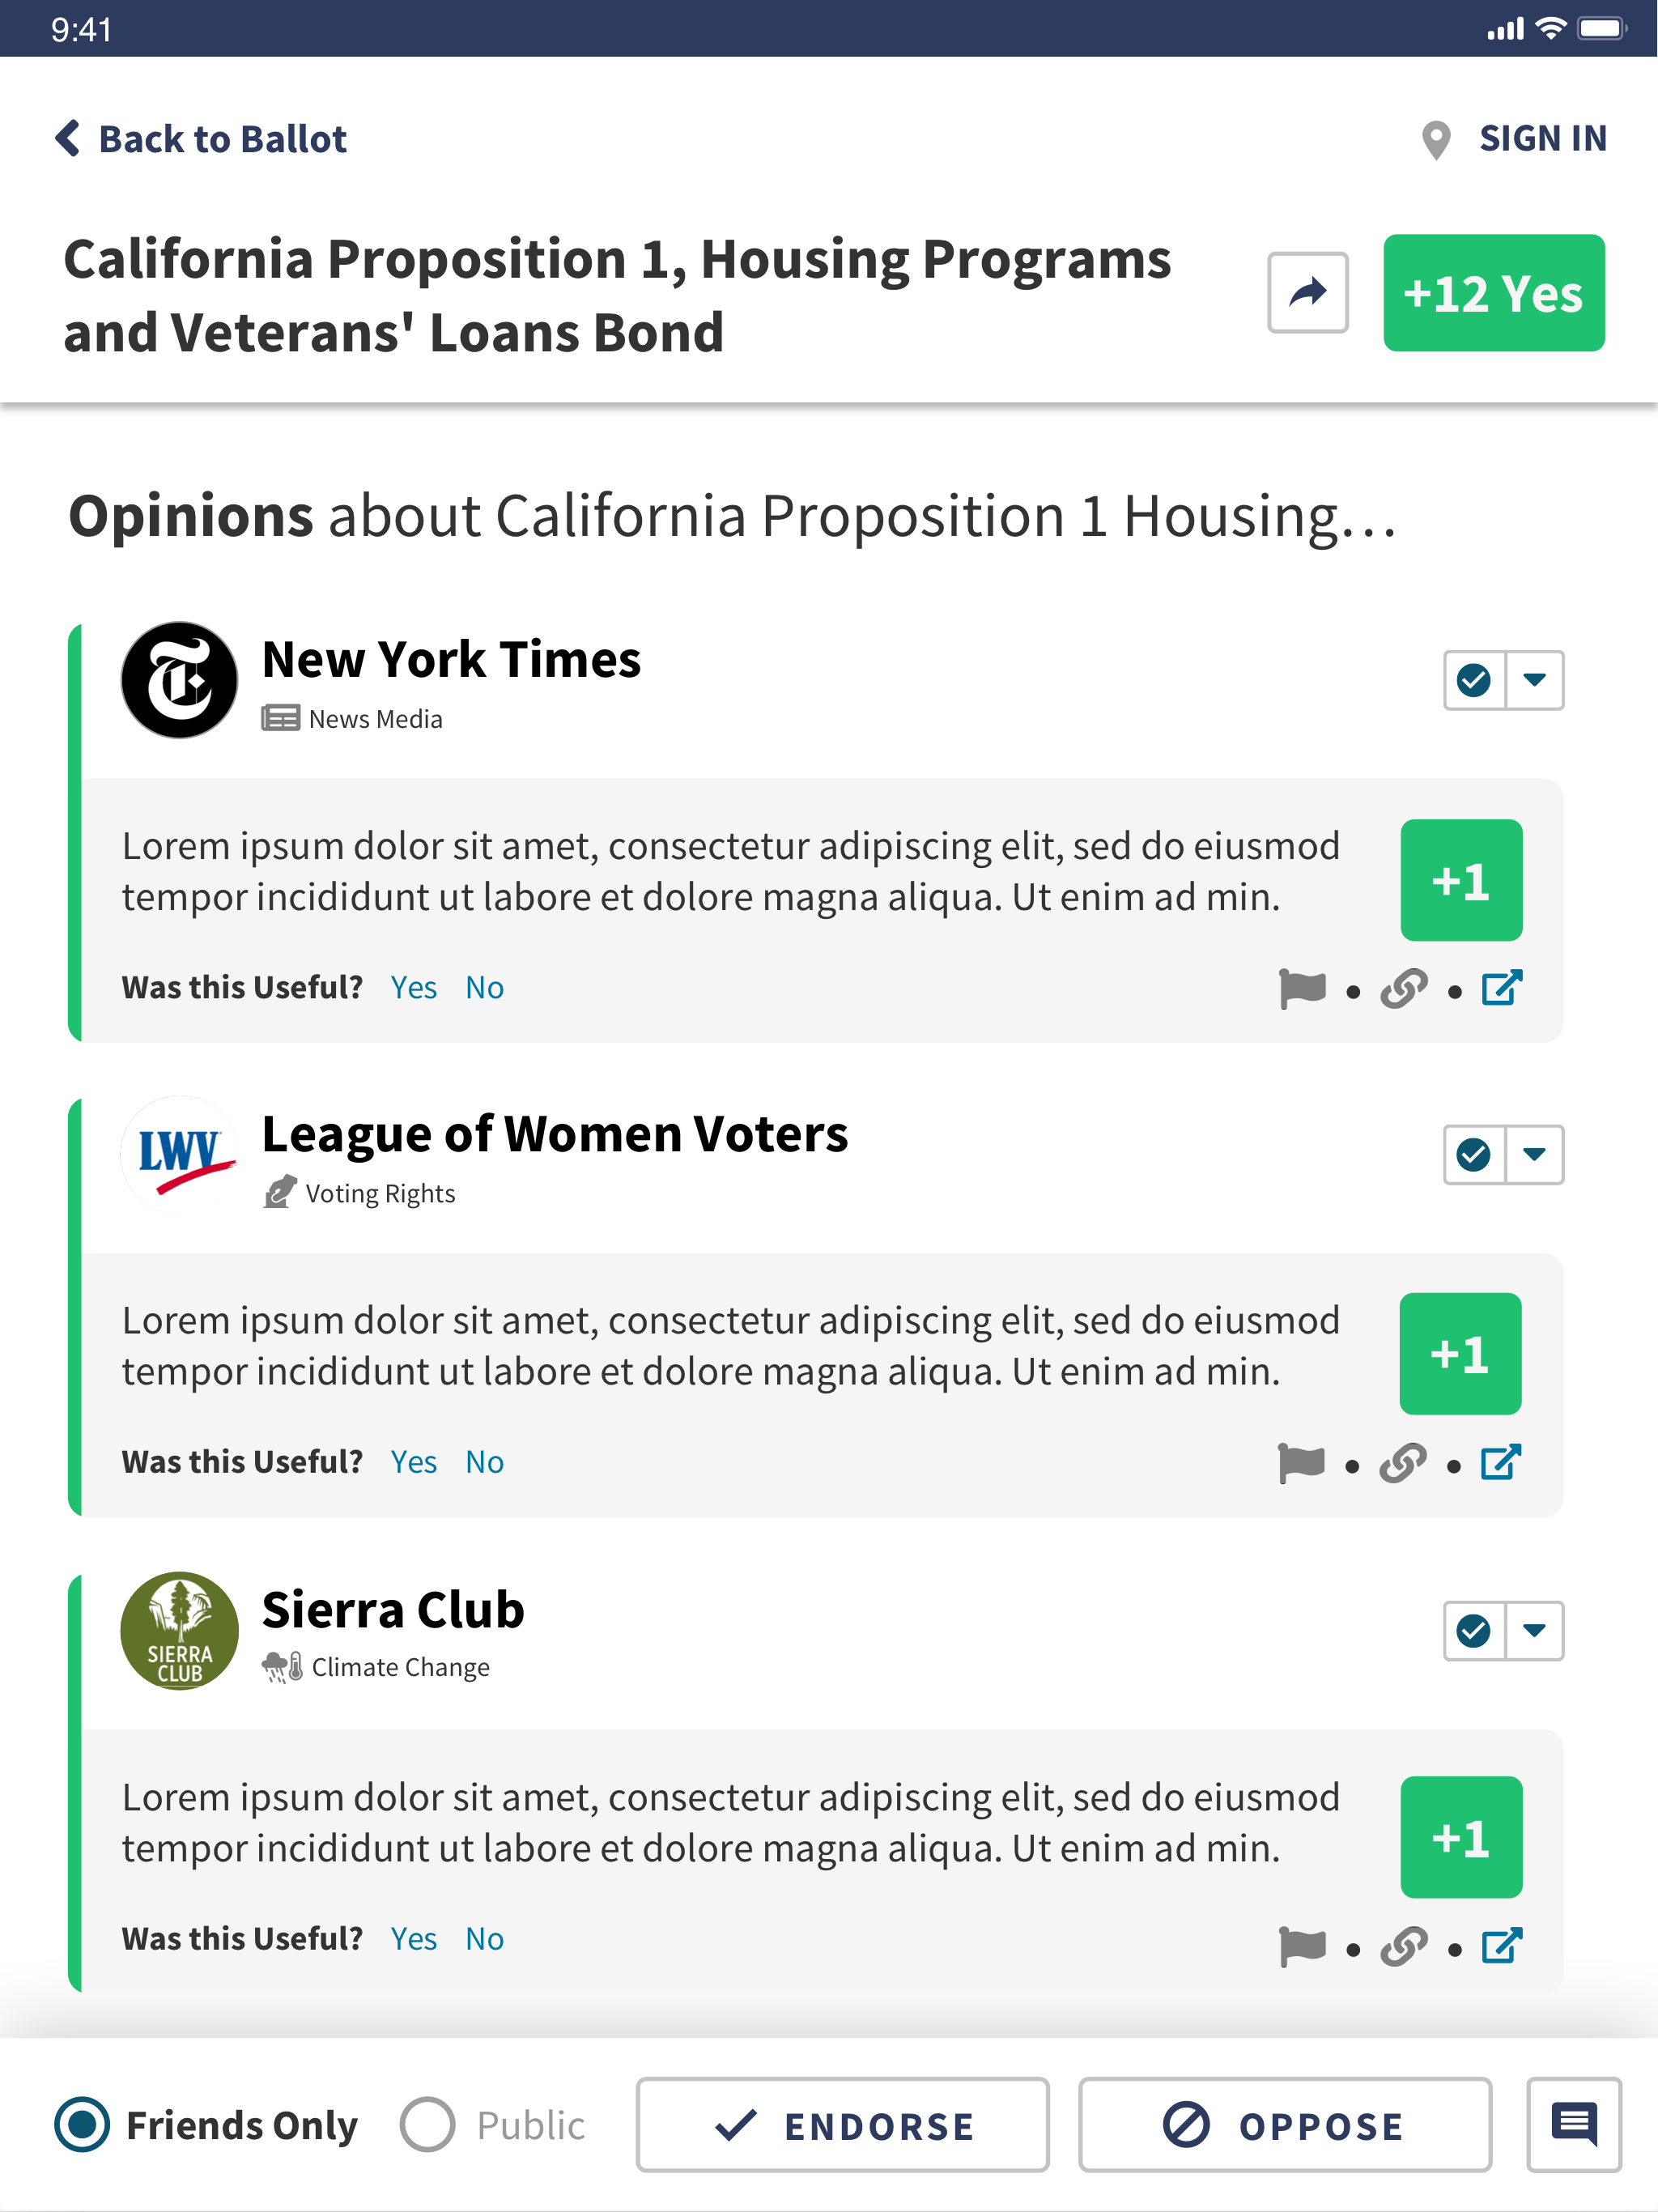 9:41
Back to Ballot
SIGN IN
California Proposition 1, Housing Programs
and Veterans' Loans Bond
+12 Yes
Opinions about California Proposition 1 Housing...
T
New York Times
News Media
Lorem ipsum dolor sit amet, consectetur adipiscing elit, sed do eiusmod
tempor incididunt ut labore et dolore magna aliqua. Ut enim ad min.
+1
Was this Useful? Yes No
LWV
League of Women Voters
Voting Rights
Lorem ipsum dolor sit amet, consectetur adipiscing elit, sed do eiusmod
tempor incididunt ut labore et dolore magna aliqua. Ut enim ad min.
+1
Was this Useful? Yes No
SIERRA
CLUB
Sierra Club
Climate Change
Lorem ipsum dolor sit amet, consectetur adipiscing elit, sed do eiusmod
tempor incididunt ut labore et dolore magna aliqua. Ut enim ad min.
+1
Was this Useful? Yes No
Friends Only
Public
ENDORSE
OPPOSE